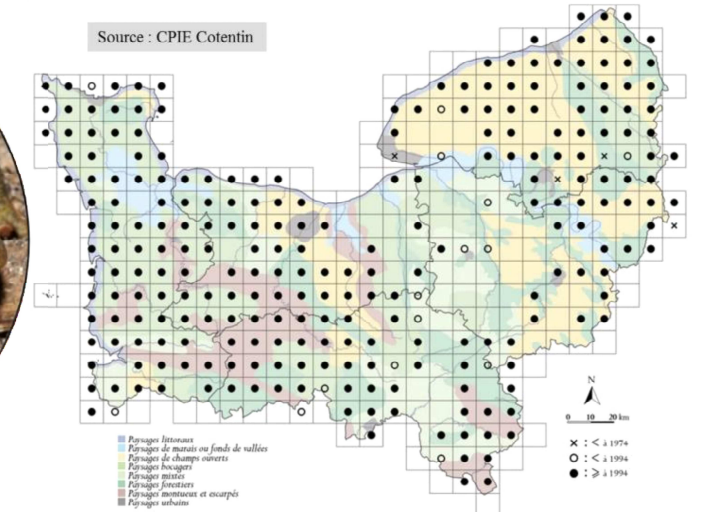 Source : CPIE Cotentin
N
0 10 20 km
× : < à 1974
O : < à 1994
● : ⩾ à 1994
Paysages littoraux
Paysages de marais ou fonds de vallées
Paysages de champs ouverts
Paysages bocagers
Paysages mixtes
Paysages forestiers
Paysages montueux et escarpés
Paysages urbains